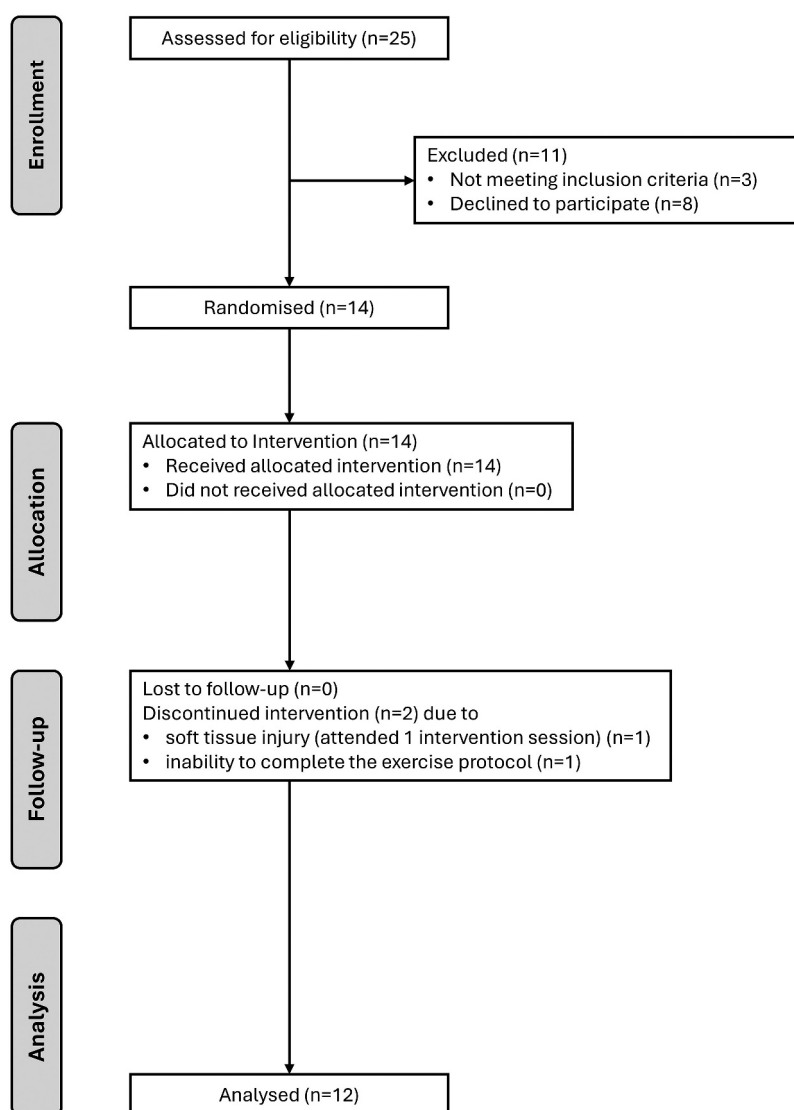 Enrollment
Assessed for eligibility (n=25)
Excluded (n=11)
• Not meeting inclusion criteria (n=3)
• Declined to participate (n=8)
Randomised (n=14)
Allocation
Allocated to Intervention (n=14)
• Received allocated intervention (n=14)
• Did not received allocated intervention (n=0)
Follow-up
Lost to follow-up (n=0)
Discontinued intervention (n=2) due to
• soft tissue injury (attended 1 intervention session) (n=1)
• inability to complete the exercise protocol (n=1)
Analysis
Analysed (n=12)